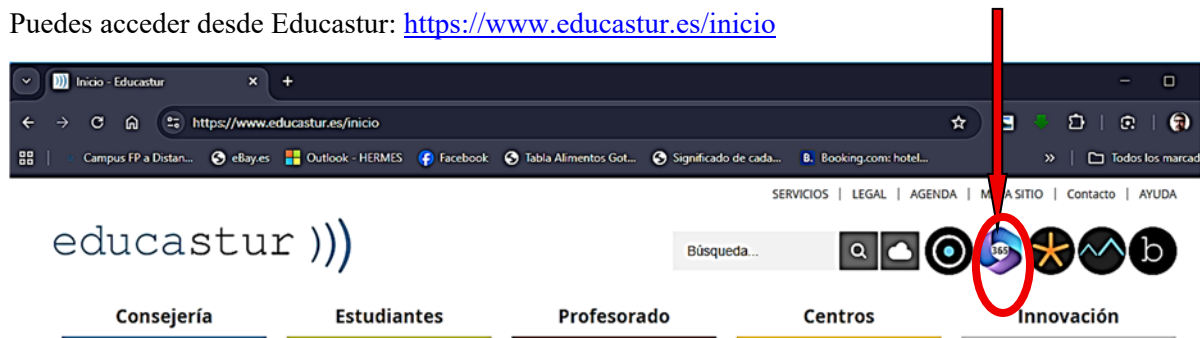 Puedes acceder desde Educastur: https://www.educastur.es/inicio
Inicio - Educastur
https://www.educastur.es/inicio
Campus FP a Distan... eBay.es Outlook - HERMES Facebook Tabla Alimentos Got... Significado de cada... B. Booking.com: hotel... » Todos los marcad
SERVICIOS | LEGAL | AGENDA | M A SITIO | Contacto | AYUDA
educastur )))
Búsqueda...
365
b
Consejería Estudiantes Profesorado Centros Innovación